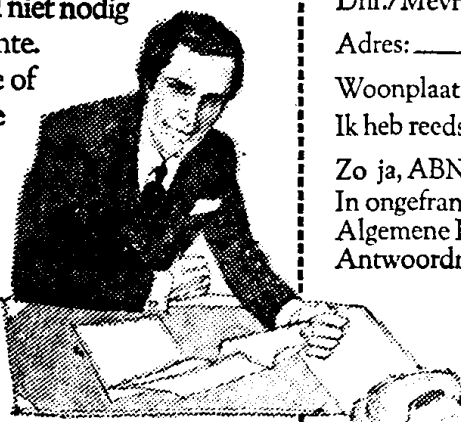 niet nodig
nte.
e of
e
Dhr./Mevr
Adres:
Woonplaat
Ik heb reeds
Zo ja, ABN
In ongefran
Algemene
Antwoordn